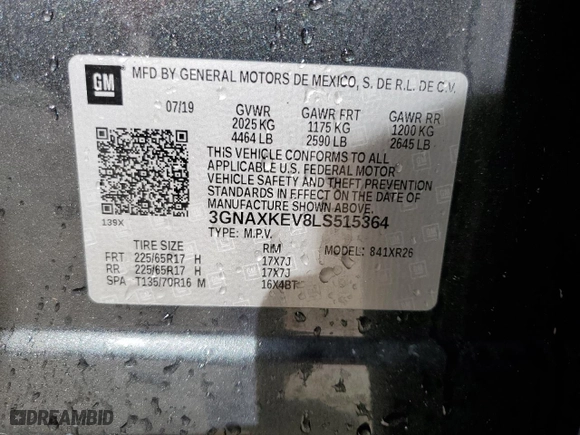 GM
MFD BY GENERAL MOTORS DE MEXICO, S. DE R.L. DE C.V.
07/19 GVWR GAWR FRT GAWR RR
2025 KG 1175 KG 1200 KG
4464 LB 2590 LB 2645 LB
THIS VEHICLE CONFORMS TO ALL
APPLICABLE U.S. FEDERAL MOTOR
VEHICLE SAFETY AND THEFT PREVENTION
STANDARDS IN EFFECT ON THE DATE OF
MANUFACTURE SHOWN ABOVE.
3GNAXKEV8LS515364
139X TYPE: M.P.V. MODEL: 841XR26
TIRE SIZE RIM
FRT 225/65R17 H 17X7J
RR 225/65R17 H 17X7J
SPA T135/70R16 M 16X4BT
DREAMBID